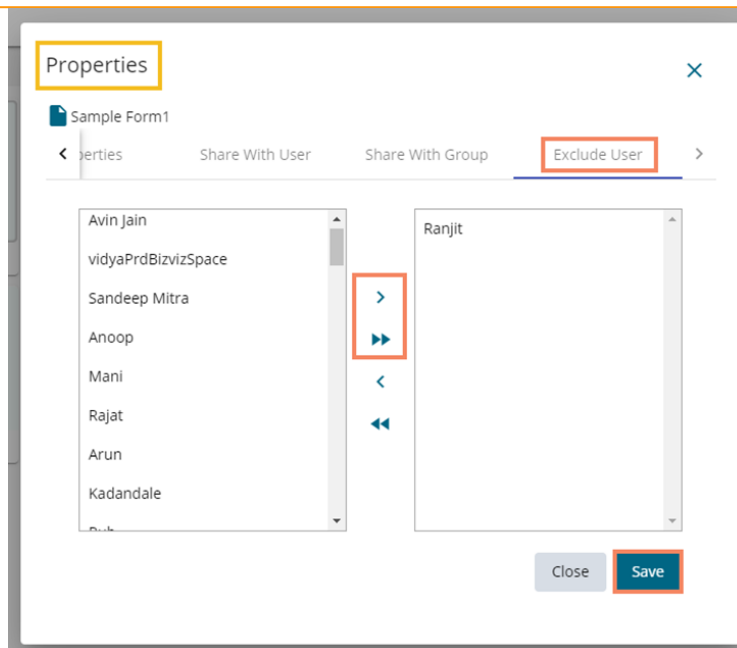 Properties
Sample Form1
perties Share With User Share With Group Exclude User
Avin Jain
vidyaPrdBizvizSpace
Sandeep Mitra
Anoop
Mani
Rajat
Arun
Kadandale
Ranjit
Close Save